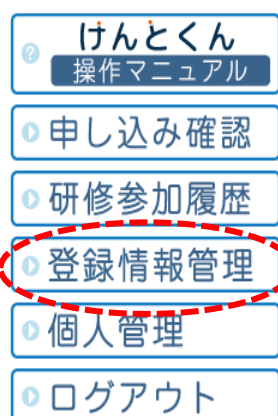 ?
けんとくん
操作マニュアル
申し込み確認
研修参加履歴
登録情報管理
個人管理
ログアウト